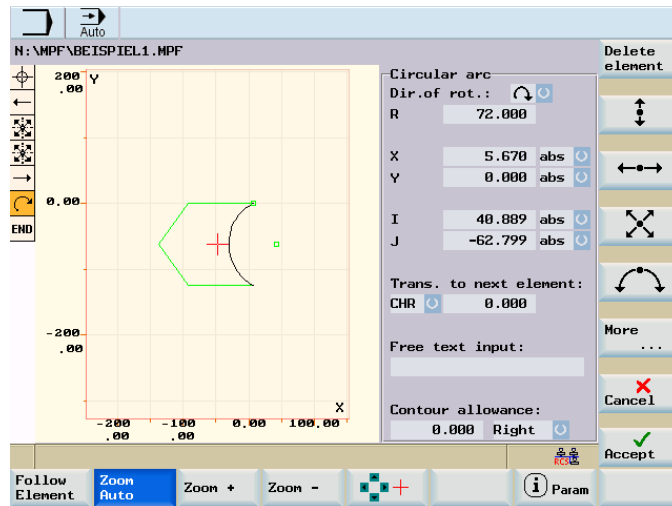 Auto
N:\MPF\BEISPIEL1.MPF
Delete
element
Y
200
.00
0.00
-200
.00
END
X
-200
.00
-100
.00
0.00
100.00
Circular arc
Dir.of rot.:
R 72.000
X 5.670 abs
Y 0.000 abs
I 40.889 abs
J -62.799 abs
Trans. to next element:
CHR 0.000
Free text input:
Contour allowance:
0.000 Right
More
...
Cancel
Accept
RCS
Follow
Element
Zoom
Auto
Zoom +
Zoom -
i Param